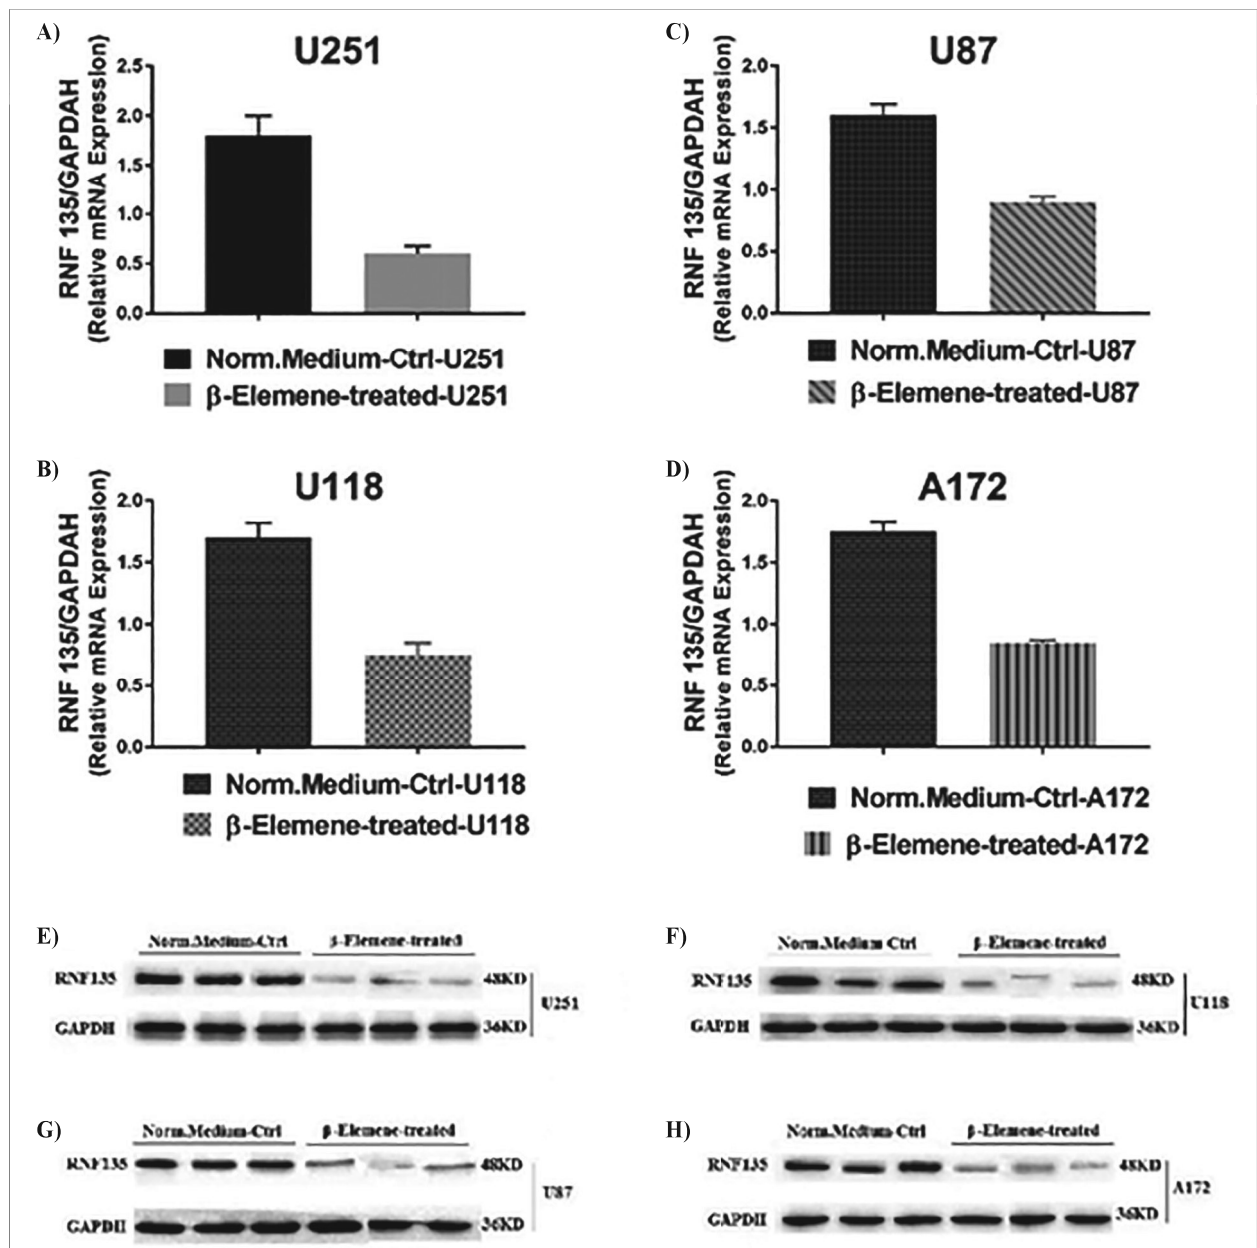 A)
U251
RNF 135/GAPDAH
(Relative mRNA Expression)
2.5
2.0
1.5
1.0
0.5
0.0
Norm.Medium-Ctrl-U251
β-Elemene-treated-U251
C)
U87
RNF 135/GAPDAH
(Relative mRNA Expression)
2.0
1.5
1.0
0.5
0.0
Norm.Medium-Ctrl-U87
β-Elemene-treated-U87
B)
U118
RNF 135/GAPDAH
(Relative mRNA Expression)
2.0
1.5
1.0
0.5
0.0
Norm.Medium-Ctrl-U118
β-Elemene-treated-U118
D)
A172
RNF 135/GAPDAH
(Relative mRNA Expression)
2.0
1.5
1.0
0.5
0.0
Norm.Medium-Ctrl-A172
β-Elemene-treated-A172
E)
Norm.Medium-Ctrl β-Elemene-treated
RNF135 48KD
U251
GAPDH 36KD
F)
Norm.Medium Ctrl β-Elemene-treated
RNF135 48KD
U118
GAPDH 36KD
G)
Norm.Medium-Ctrl β-Elemene-treated
RNF135 48KD
U87
GAPDH 36KD
H)
Norm.Medium-Ctrl β-Elemene-treated
RNF135 48KD
A172
GAPDH 36KD